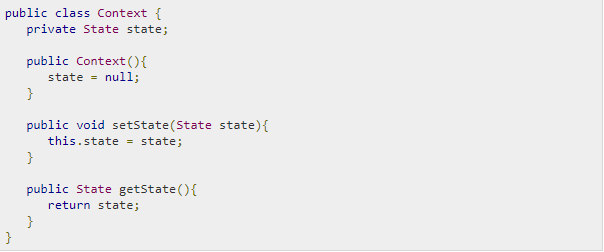 public class Context {
   private State state;

   public Context(){
      state = null;
   }

   public void setState(State state){
      this.state = state;
   }

   public State getState(){
      return state;
   }
}